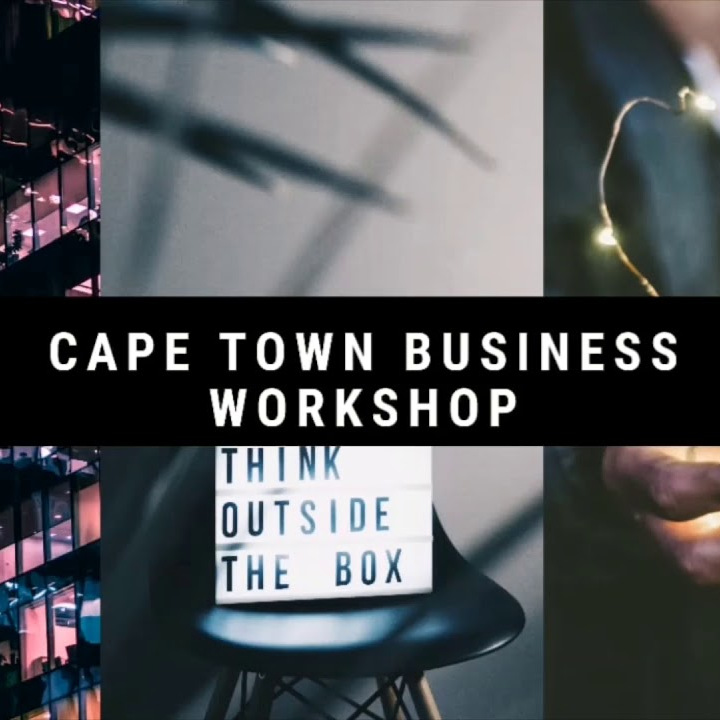 CAPE TOWN BUSINESS
WORKSHOP
THINK
OUTSIDE
THE BOX